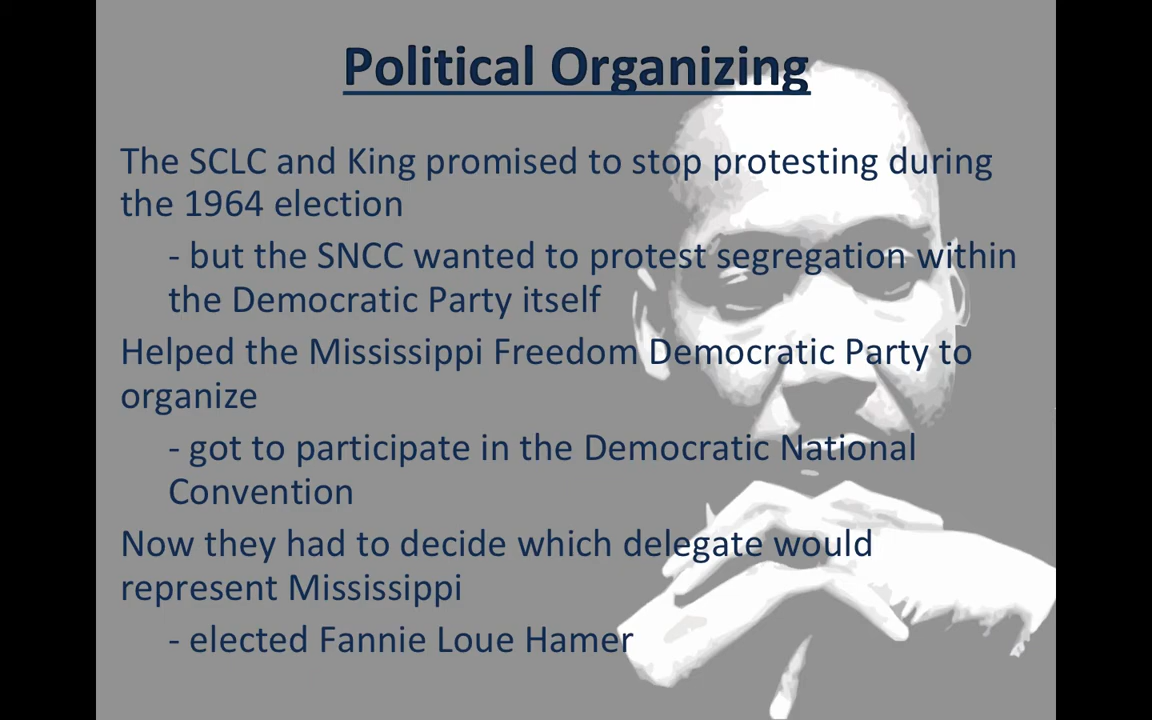 Political Organizing
The SCLC and King promised to stop protesting during
the 1964 election
- but the SNCC wanted to protest segregation within
the Democratic Party itself
Helped the Mississippi Freedom Democratic Party to
organize
- got to participate in the Democratic National
Convention
Now they had to decide which delegate would
represent Mississippi
- elected Fannie Loue Hamer